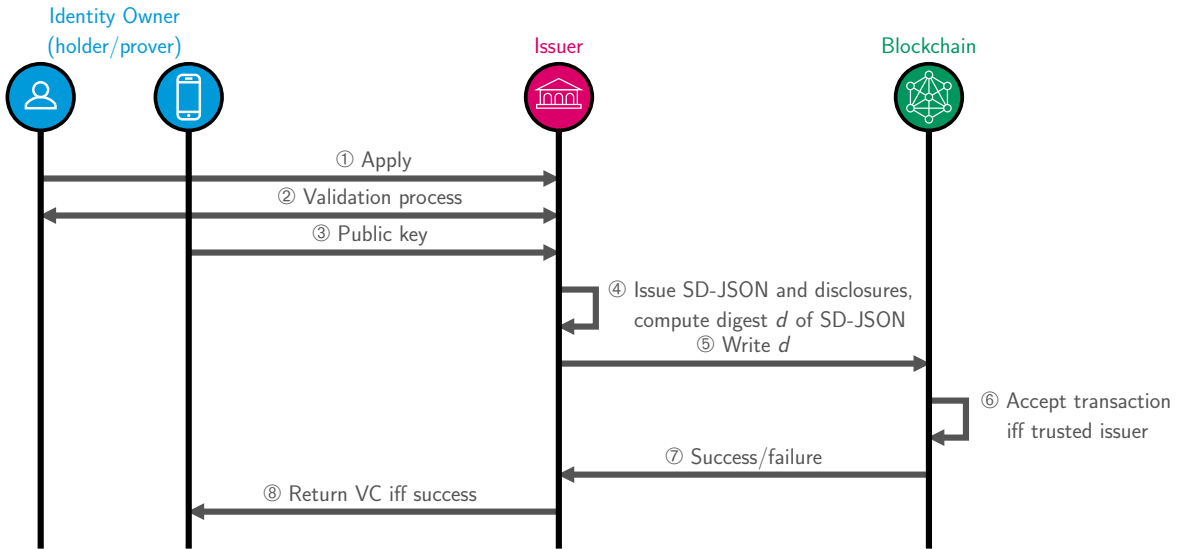 Identity Owner
(holder/prover)
Issuer
Blockchain
① Apply
② Validation process
③ Public key
④ Issue SD-JSON and disclosures,
compute digest d of SD-JSON
⑤ Write d
⑥ Accept transaction
iff trusted issuer
⑦ Success/failure
⑧ Return VC iff success